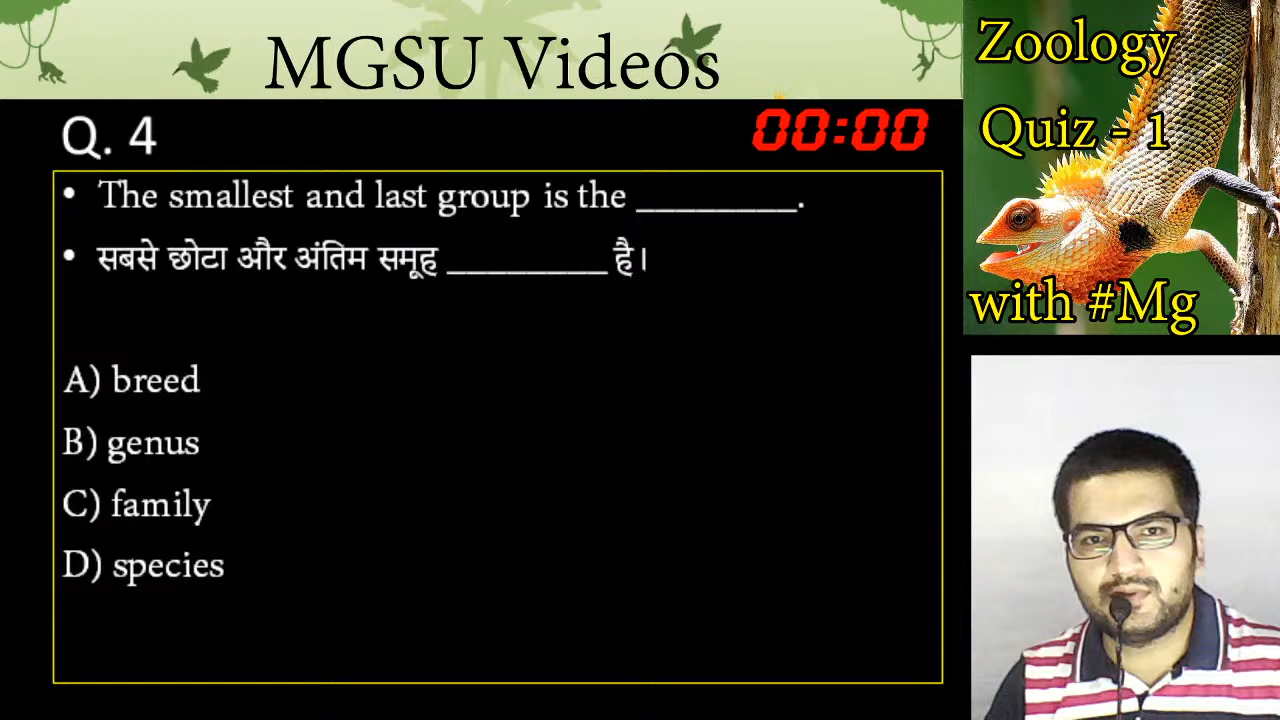 MGSU Videos
Zoology
Quiz - 1
with #Mg
Q. 4
00:00
• The smallest and last group is the _________.
• सबसे छोटा और अंतिम समूह _________ है।
A) breed
B) genus
C) family
D) species